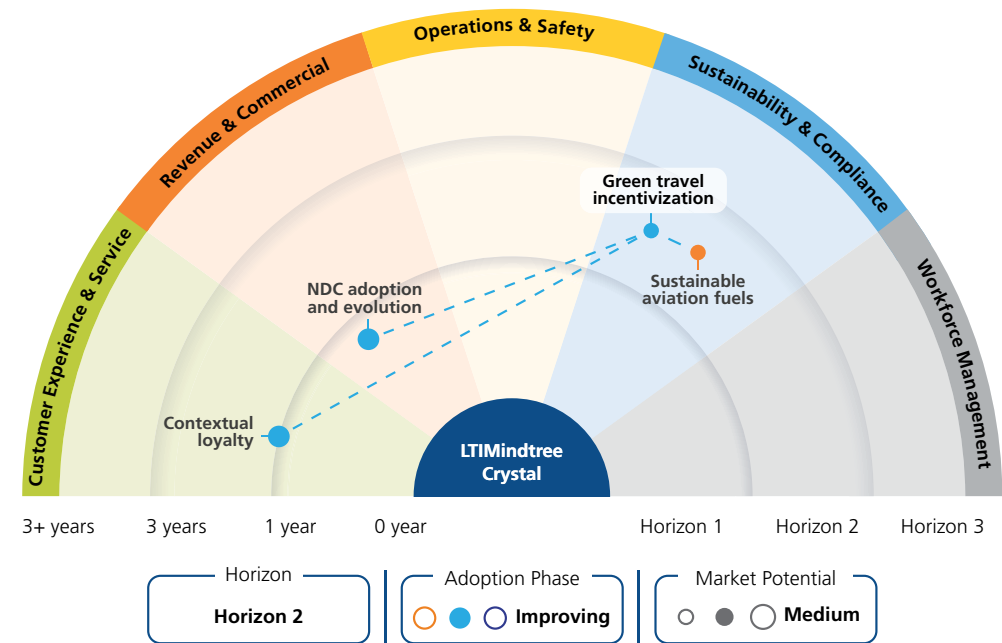 Operations & Safety
Revenue & Commercial
Sustainability & Compliance
Customer Experience & Service
Workforce Management
Green travel
incentivization
NDC adoption
and evolution
Sustainable
aviation fuels
Contextual
loyalty
LTIMindtree
Crystal
3+ years
3 years
1 year
0 year
Horizon 1
Horizon 2
Horizon 3
Horizon
Horizon 2
Adoption Phase
Improving
Market Potential
Medium